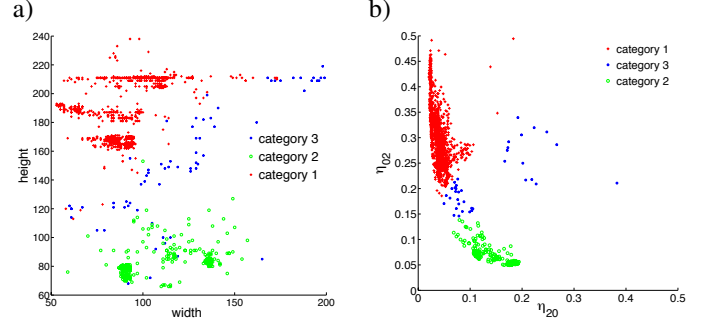 a)
240
220
200
180
160
140
120
100
80
60
height
50
100
150
200
width
category 3
category 2
category 1
b)
0.5
0.45
0.4
0.35
0.3
0.25
0.2
0.15
0.1
0.05
0
η02
0
0.1
0.2
0.3
0.4
0.5
η20
category 1
category 3
category 2